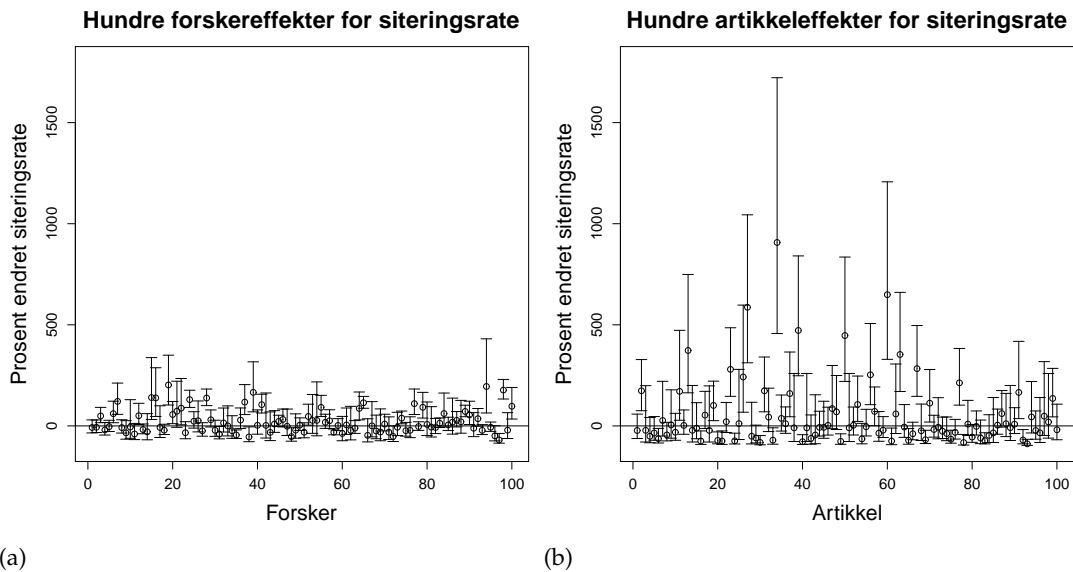 Hundre forskereffekter for siteringsrate
Prosent endret siteringsrate
1500
1000
500
0
0 20 40 60 80 100
Forsker
(a)
Hundre artikkeleffekter for siteringsrate
Prosent endret siteringsrate
1500
1000
500
0
0 20 40 60 80 100
Artikkel
(b)